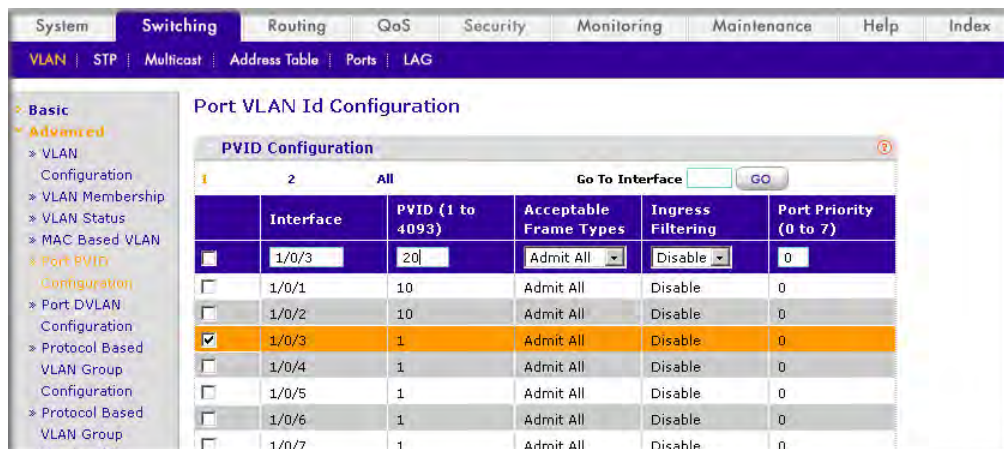 System Switching Routing QoS Security Monitoring Maintenance Help Index
VLAN STP Multicast Address Table Ports LAG
Basic
Advanced
» VLAN
Configuration
» VLAN Membership
» VLAN Status
» MAC Based VLAN
» Port PVID
Configuration
» Port DVLAN
Configuration
» Protocol Based
VLAN Group
Configuration
» Protocol Based
VLAN Group
Port VLAN Id Configuration
PVID Configuration
1 2 All Go To Interface GO
Interface PVID (1 to 4093) Acceptable Frame Types Ingress Filtering Port Priority (0 to 7)
1/0/3 20 Admit All Disable 0
1/0/1 10 Admit All Disable 0
1/0/2 10 Admit All Disable 0
1/0/3 1 Admit All Disable 0
1/0/4 1 Admit All Disable 0
1/0/5 1 Admit All Disable 0
1/0/6 1 Admit All Disable 0
1/0/7 1 Admit All Disable 0